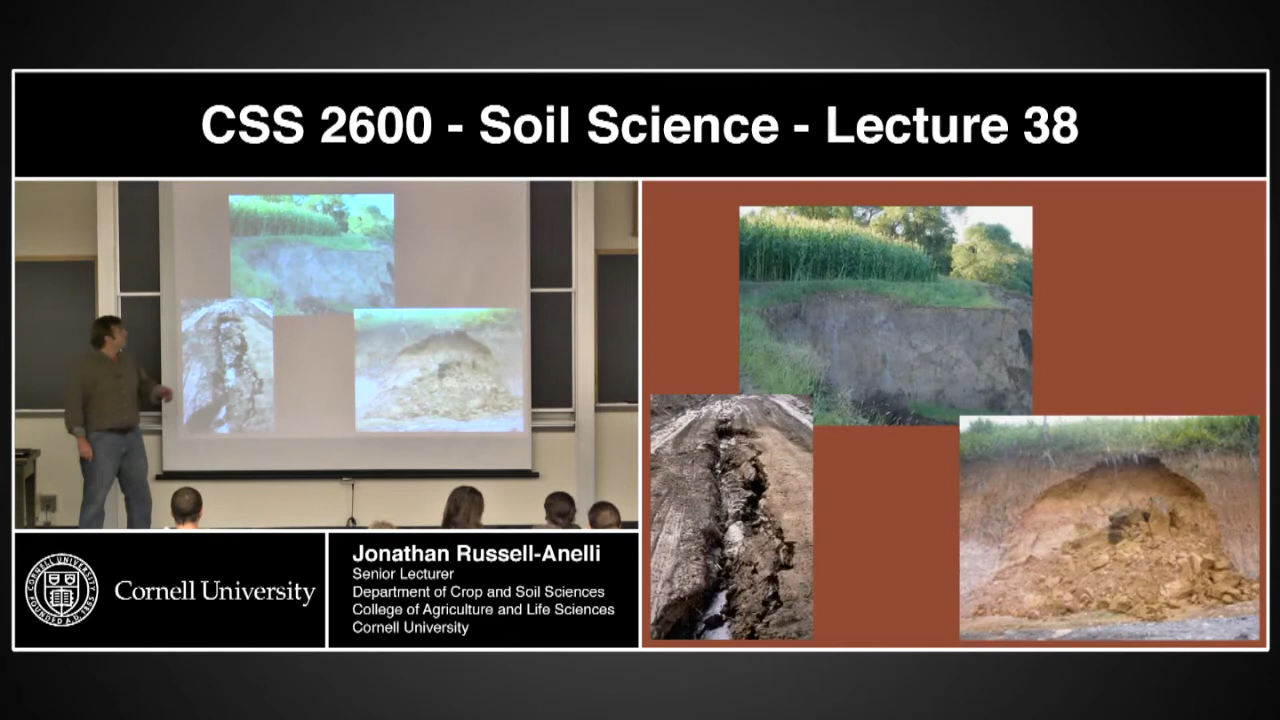 CSS 2600 - Soil Science - Lecture 38
Cornell University
Jonathan Russell-Anelli
Senior Lecturer
Department of Crop and Soil Sciences
College of Agriculture and Life Sciences
Cornell University